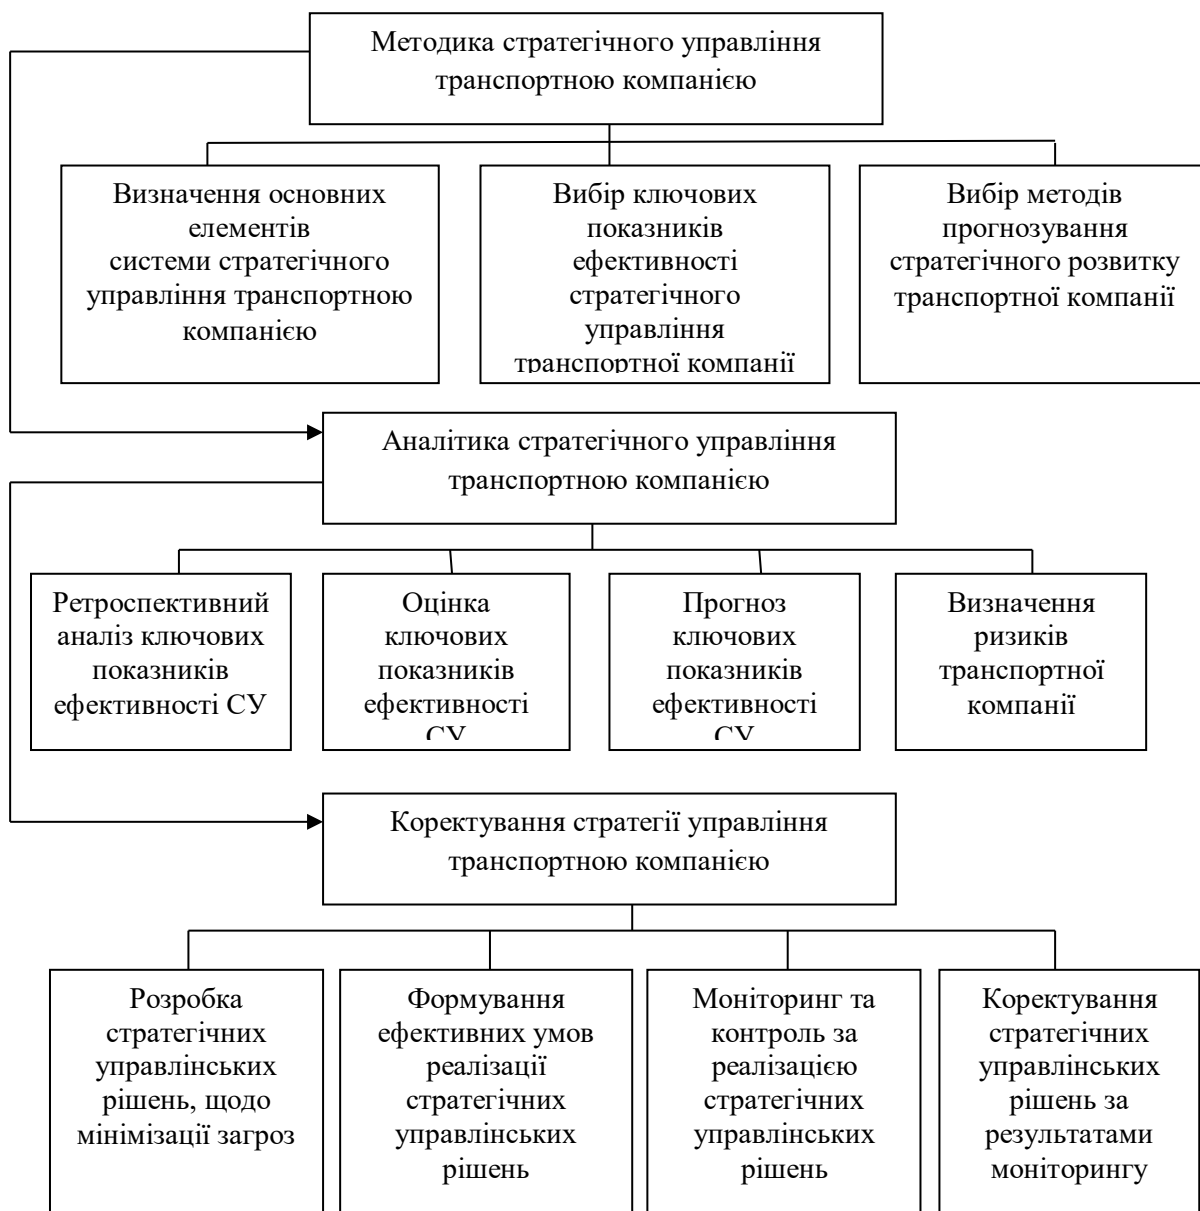 Методика стратегічного управління
транспортною компанією
Визначення основних
елементів
системи стратегічного
управління транспортною
компанією
Вибір ключових
показників
ефективності
стратегічного
управління
транспортної компанії
Вибір методів
прогнозування
стратегічного розвитку
транспортної компанії
Аналітика стратегічного управління
транспортною компанією
Ретроспективний
аналіз ключових
показників
ефективності СУ
Оцінка
ключових
показників
ефективності
СУ
Прогноз
ключових
показників
ефективності
СУ
Визначення
ризиків
транспортної
компанії
Коректування стратегії управління
транспортною компанією
Розробка
стратегічних
управлінських
рішень, щодо
мінімізації загроз
Формування
ефективних умов
реалізації
стратегічних
управлінських
рішень
Моніторинг та
контроль за
реалізацією
стратегічних
управлінських
рішень
Коректування
стратегічних
управлінських
рішень за
результатами
моніторингу